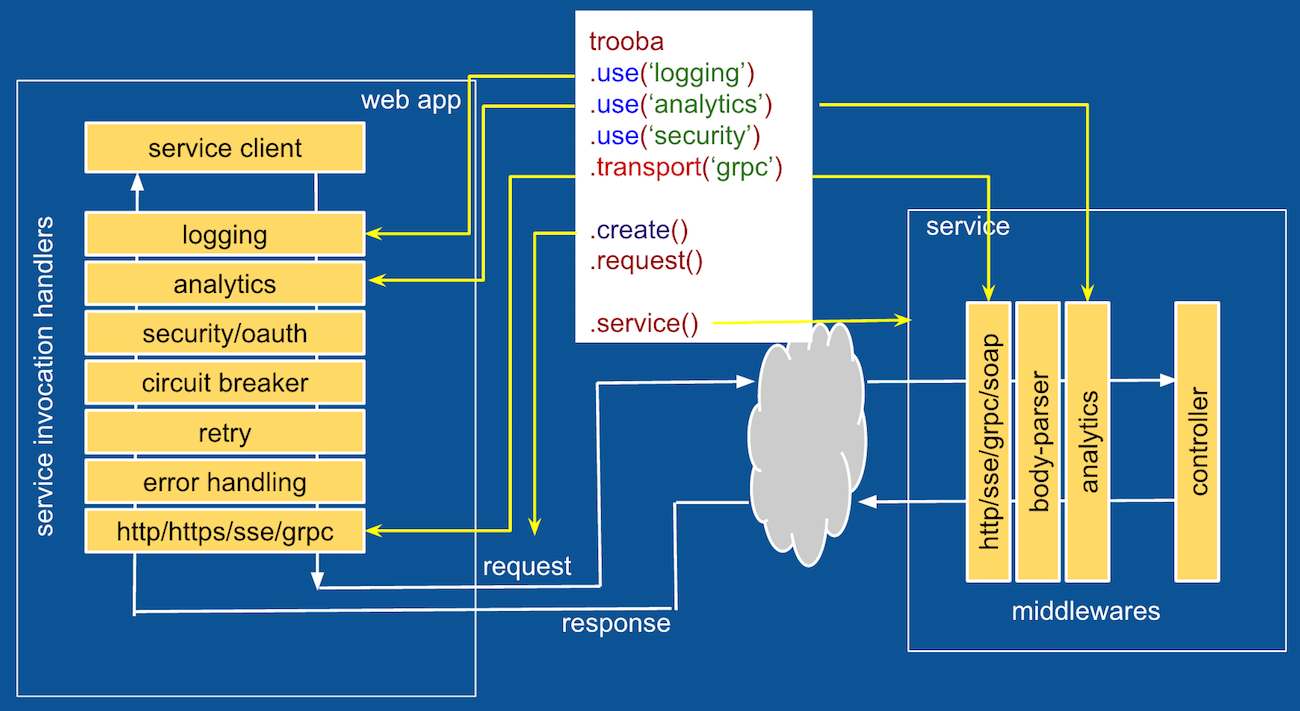 trooba
.use(‘logging’)
.use(‘analytics’)
.use(‘security’)
.transport(‘grpc’)
.create()
.request()
.service()
web app
service client
logging
analytics
security/oauth
circuit breaker
retry
error handling
http/https/sse/grpc
service invocation handlers
request
response
service
http/sse/grpc/soap
body-parser
analytics
controller
middlewares